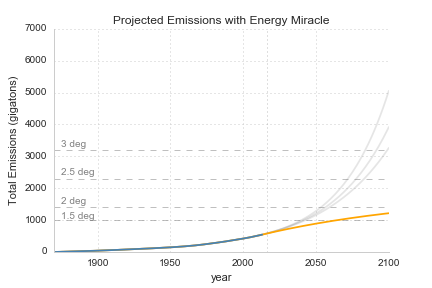 Projected Emissions with Energy Miracle
Total Emissions (gigatons)
7000
6000
5000
4000
3 deg
3000
2.5 deg
2000
2 deg
1.5 deg
1000
0
1900
1950
2000
2050
2100
year